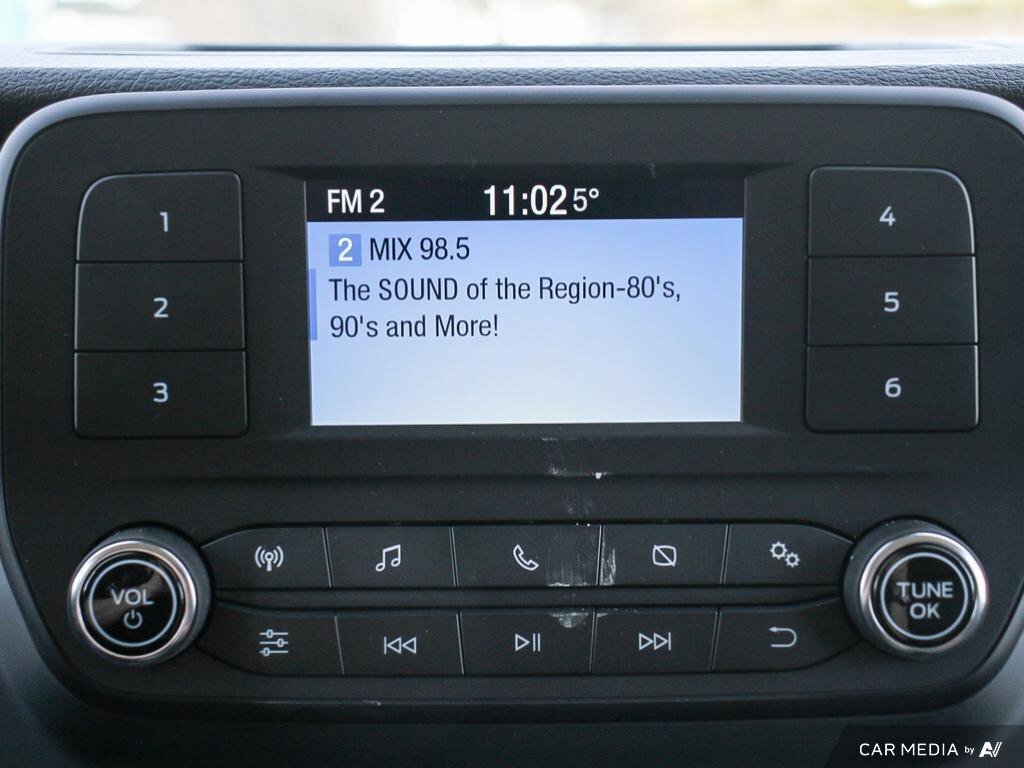 FM 2 11:02 5°
2 MIX 98.5
The SOUND of the Region-80's,
90's and More!
1
2
3
4
5
6
VOL
TUNE
OK
CAR MEDIA by AV